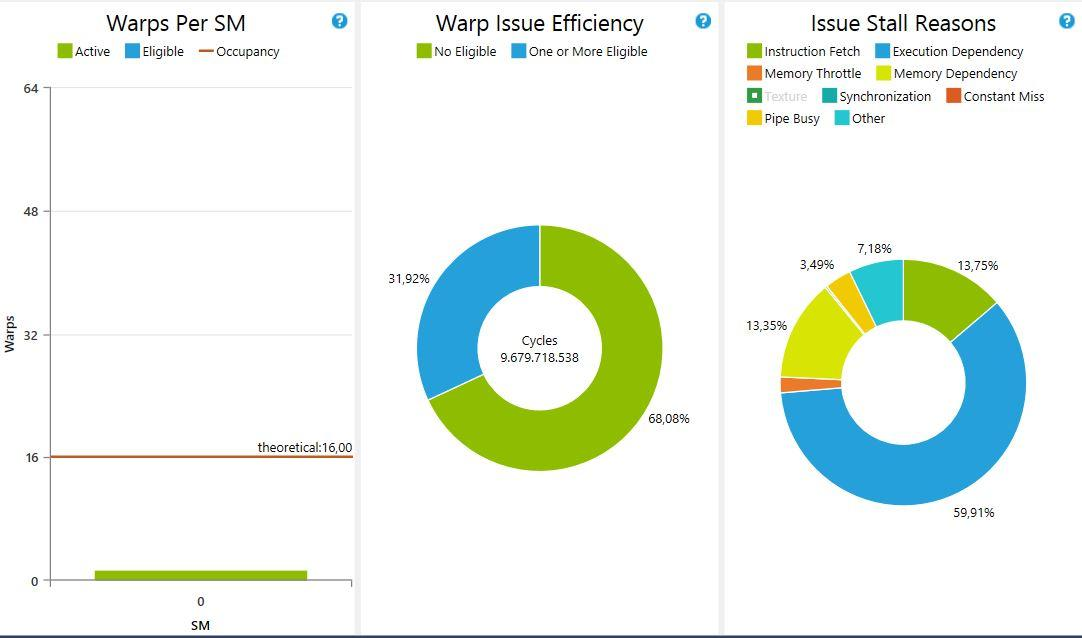 Warps Per SM
?
Active Eligible Occupancy
64
48
32
16
0
Warps
theoretical:16,00
0
SM
Warp Issue Efficiency
?
No Eligible One or More Eligible
31,92%
Cycles
9.679.718.538
68,08%
Issue Stall Reasons
?
Instruction Fetch Execution Dependency
Memory Throttle Memory Dependency
Texture Synchronization Constant Miss
Pipe Busy Other
7,18%
3,49%
13,75%
13,35%
59,91%